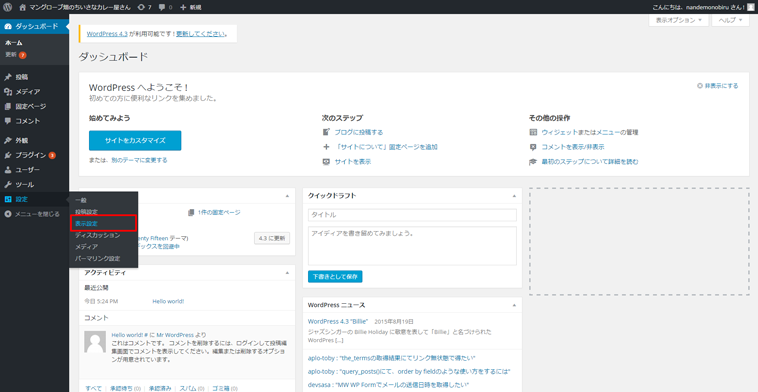 マングローブ畑のちいさなカレー屋さん 7 0 新規
こんにちは、nandemonobiru さん!
ダッシュボード
ホーム
更新 7
投稿
メディア
固定ページ
コメント
外観
プラグイン 3
ユーザー
ツール
設定
メニューを閉じる
一般
投稿設定
表示設定
ディスカッション
メディア
パーマリンク設定
表示オプション
ヘルプ
WordPress 4.3 が利用可能です ! 更新してください。
ダッシュボード
WordPress へようこそ !
初めての方に便利なリンクを集めました。
非表示にする
始めてみよう
サイトをカスタマイズ
または、別のテーマに変更する
次のステップ
ブログに投稿する
「サイトについて」固定ページを追加
サイトを表示
その他の操作
ウィジェットまたはメニューの管理
コメントを表示/非表示
最初のステップについて詳細を読む
1件の固定ページ
enty Fifteen テーマ)
4.3 に更新
ックスを回避中
アクティビティ
最近公開
今日 5:24 PM Hello world!
コメント
Hello world! # に Mr WordPress より
これはコメントです。 コメントを削除するには、ログインして投稿編
集画面でコメントを表示してください。編集または削除するオプショ
ンが用意されています。
すべて 承認待ち (0) 承認済み スパム (0) ゴミ箱 (0)
クイックドラフト
タイトル
アイディアを書き留めてみましょう。
下書きとして保存
WordPress ニュース
WordPress 4.3 “Billie” 2015年8月19日
ジャズシンガーの Billie Holiday に敬意を表して「Billie」と名づけられた
WordPres […]
aplo-toby : "the_termsの取得結果にてリンク無状態で得たい"
aplo-toby : "query_posts()にて、order by fieldのような使い方をするには"
devsasa : "MW WP Formでメールの送信日時を取得したい"